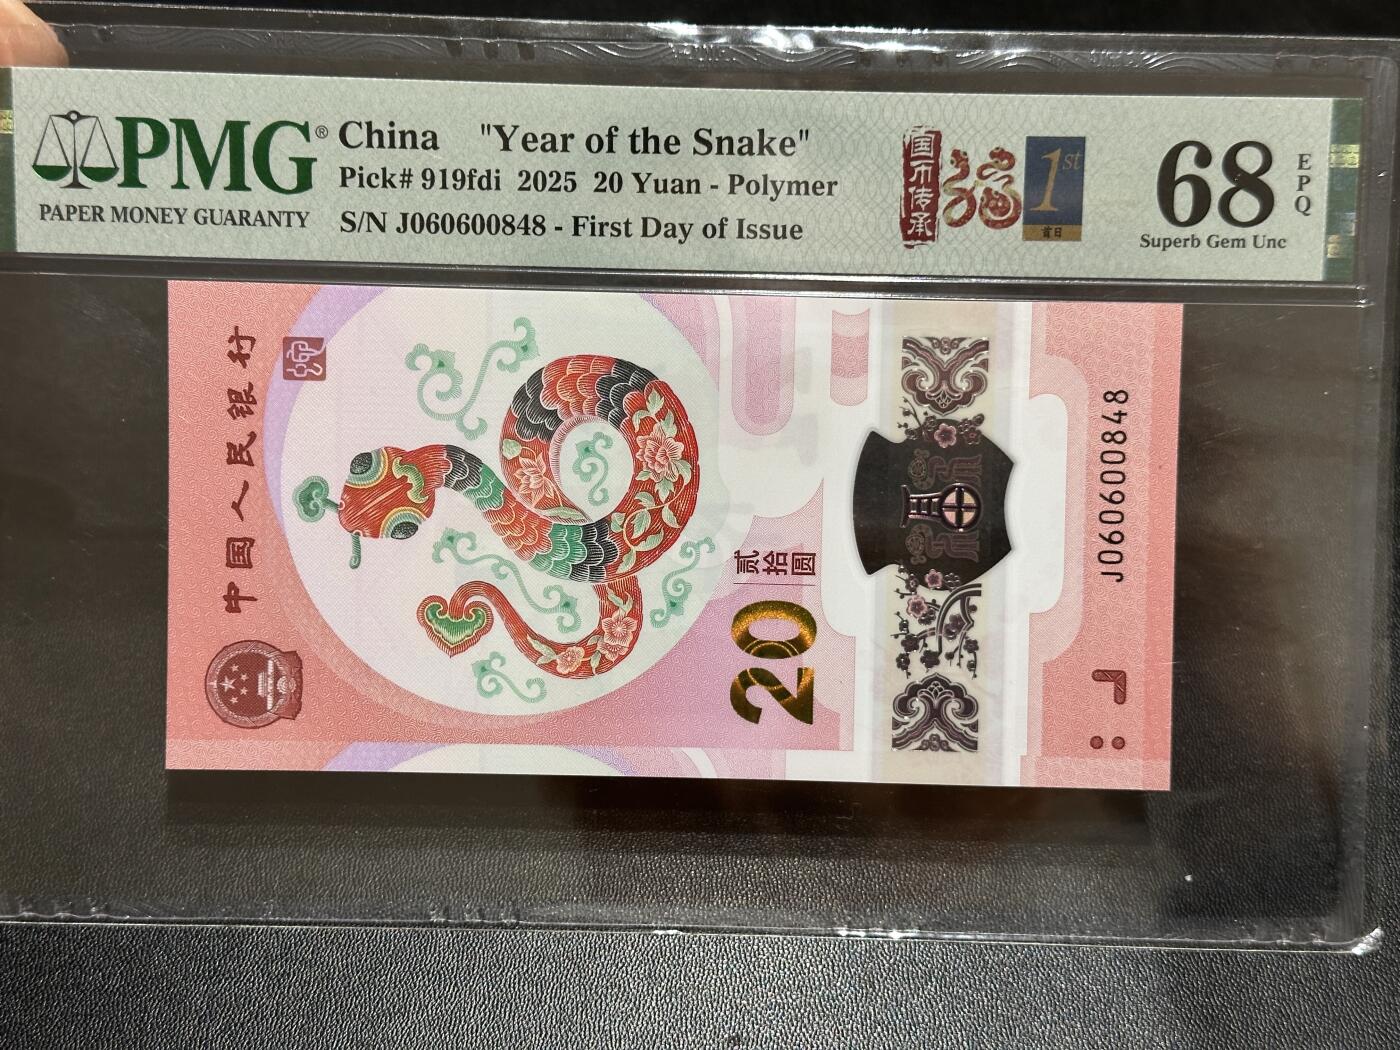 PMG®
PAPER MONEY GUARANTY
China "Year of the Snake"
Pick# 919fdi 2025 20 Yuan - Polymer
S/N J060600848 - First Day of Issue
国币传承
福
1st
首日
68
EPQ
Superb Gem Unc
中国人民银行
贰拾圆
20
J060600848